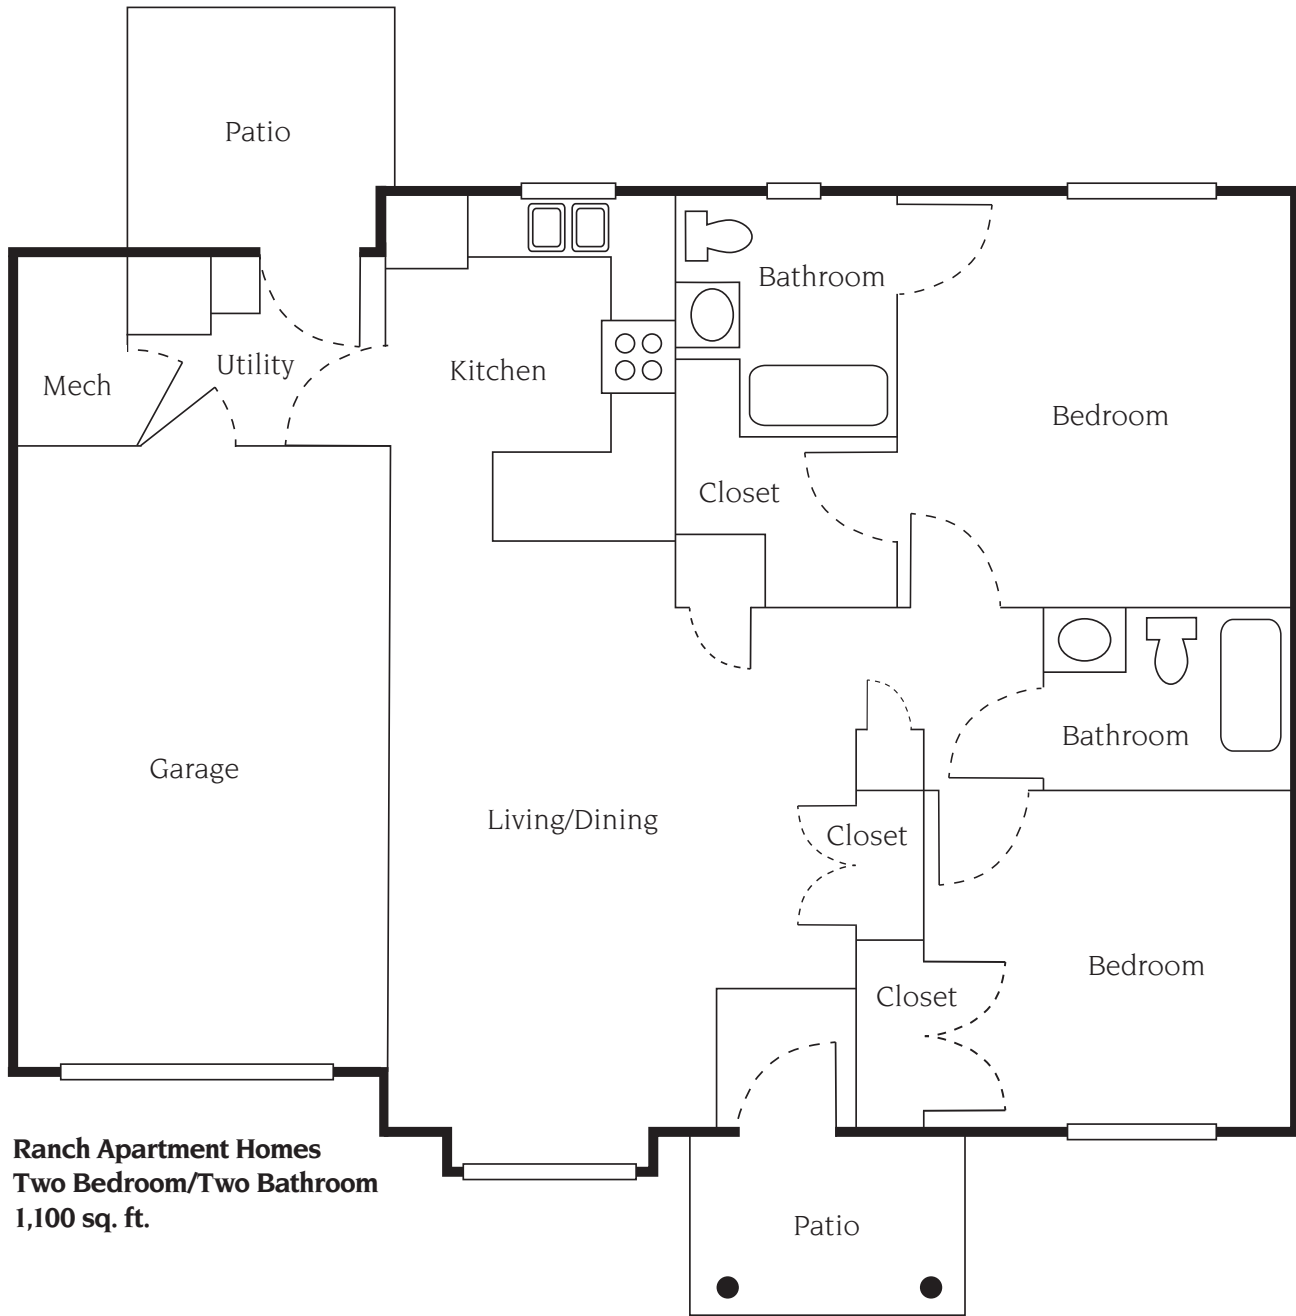 Patio
Bathroom
Utility
Kitchen
Mech
Bedroom
Closet
Bathroom
Garage
Living/Dining
Closet
Bedroom
Closet
Ranch Apartment Homes
Two Bedroom/Two Bathroom
1,100 sq. ft.
Patio